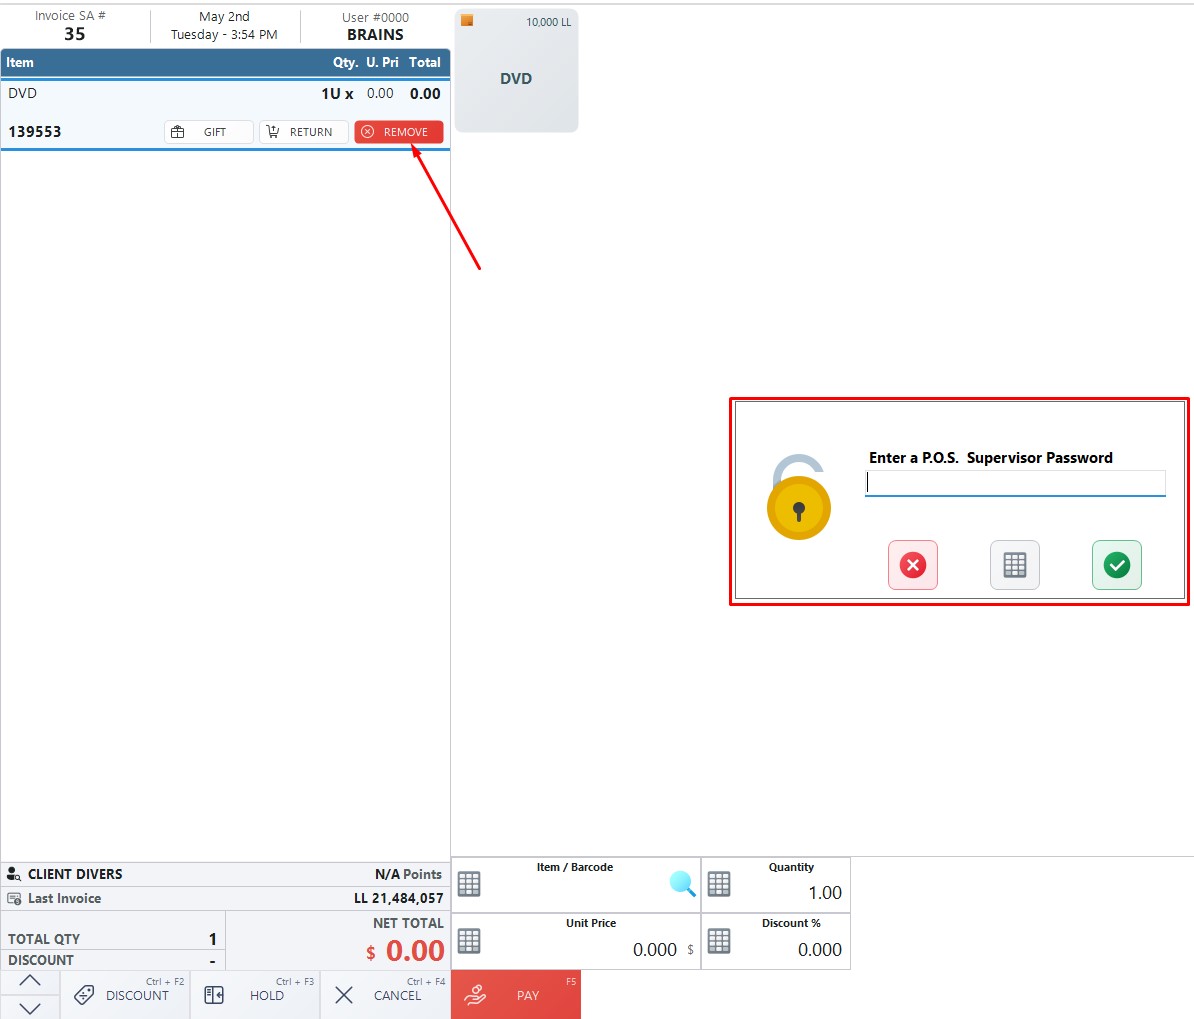 Invoice SA #
35
May 2nd
Tuesday - 3:54 PM
User #0000
BRAINS
Item Qty. U. Pri Total
DVD 1U x 0.00 0.00
139553 GIFT RETURN REMOVE
10,000 LL
DVD
Enter a P.O.S. Supervisor Password
CLIENT DIVERS N/A Points
Last Invoice LL 21,484,057
NET TOTAL
TOTAL QTY 1
$ 0.00
DISCOUNT -
Item / Barcode
Quantity
1.00
Unit Price
0.000 $
Discount %
0.000
Ctrl + F2
DISCOUNT
Ctrl + F3
HOLD
Ctrl + F4
CANCEL
F5
PAY